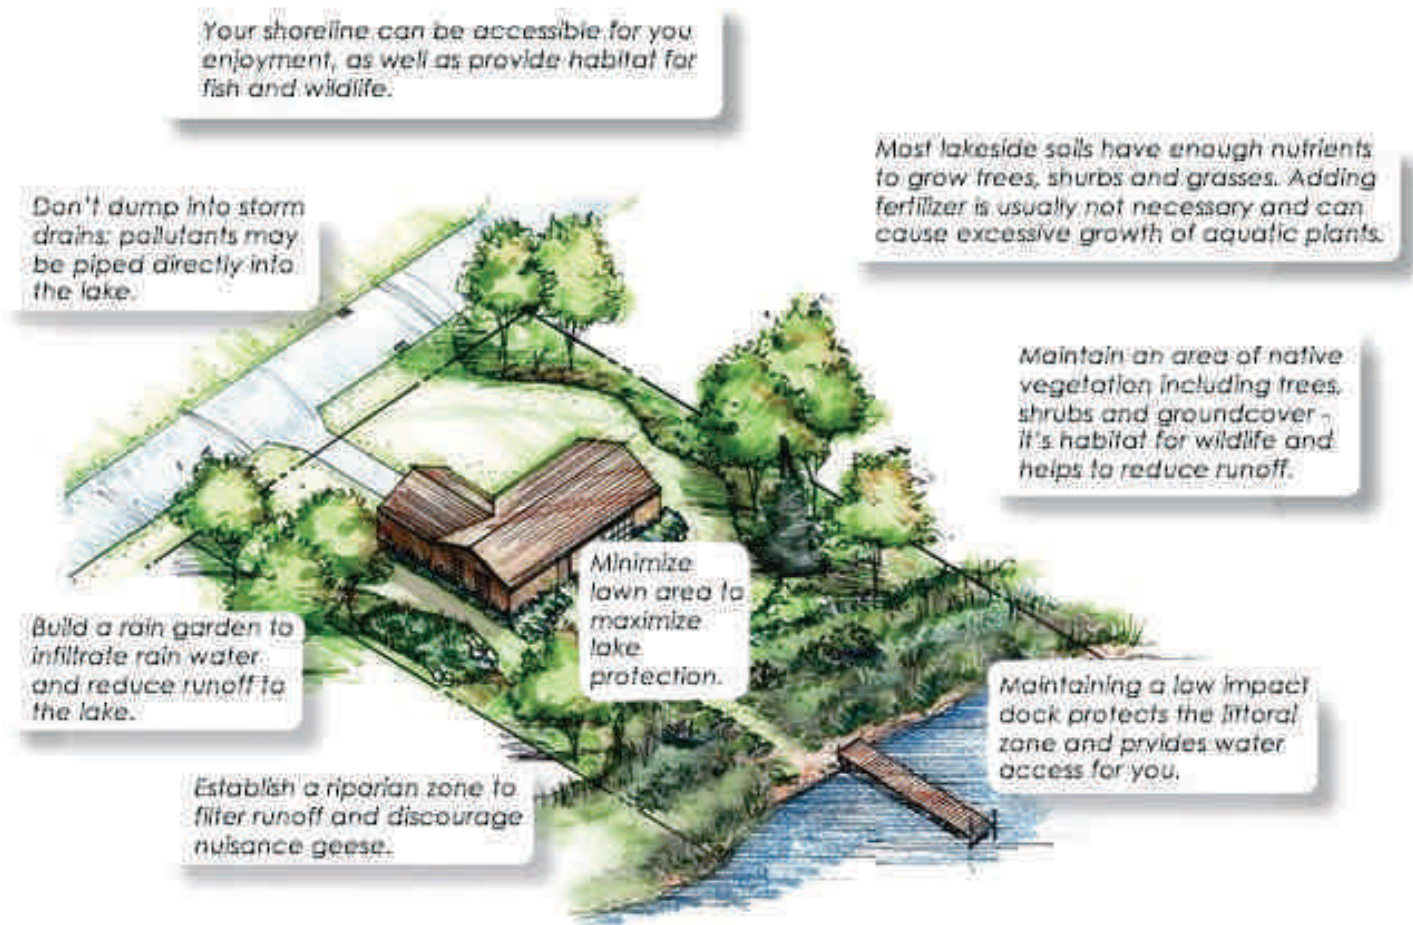 Your shoreline can be accessible for you
enjoyment, as well as provide habitat for
fish and wildlife.
Most lakeside soils have enough nutrients
to grow trees, shurbs and grasses. Adding
fertilizer is usually not necessary and can
cause excessive growth of aquatic plants.
Don't dump into storm
drains; pollutants may
be piped directly into
the lake.
Maintain an area of native
vegetation including trees,
shrubs and groundcover -
it's habitat for wildlife and
helps to reduce runoff.
Minimize
lawn area to
maximize
lake
protection.
Build a rain garden to
infiltrate rain water
and reduce runoff to
the lake.
Maintaining a low impact
dock protects the littoral
zone and prvides water
access for you.
Establish a riparian zone to
filter runoff and discourage
nuisance geese.